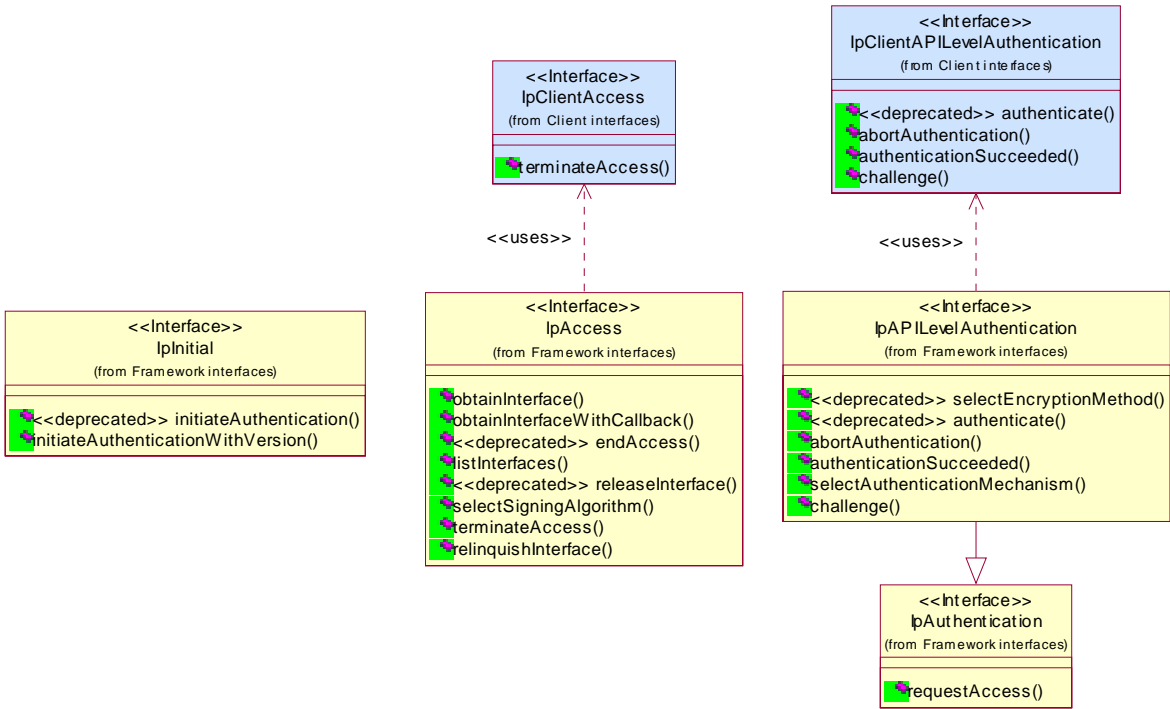 <<Interface>>
IpClientAPILevelAuthentication
(from Client interfaces)
<<deprecated>> authenticate()
abortAuthentication()
authenticationSucceeded()
challenge()
<<Interface>>
IpClientAccess
(from Client interfaces)
terminateAccess()
<<uses>>
<<uses>>
<<Interface>>
IpInitial
(from Framework interfaces)
<<deprecated>> initiateAuthentication()
initiateAuthenticationWithVersion()
<<Interface>>
IpAccess
(from Framework interfaces)
obtainInterface()
obtainInterfaceWithCallback()
<<deprecated>> endAccess()
listInterfaces()
<<deprecated>> releaseInterface()
selectSigningAlgorithm()
terminateAccess()
relinquishInterface()
<<Interface>>
IpAPILevelAuthentication
(from Framework interfaces)
<<deprecated>> selectEncryptionMethod()
<<deprecated>> authenticate()
abortAuthentication()
authenticationSucceeded()
selectAuthenticationMechanism()
challenge()
<<Interface>>
IpAuthentication
(from Framework interfaces)
requestAccess()